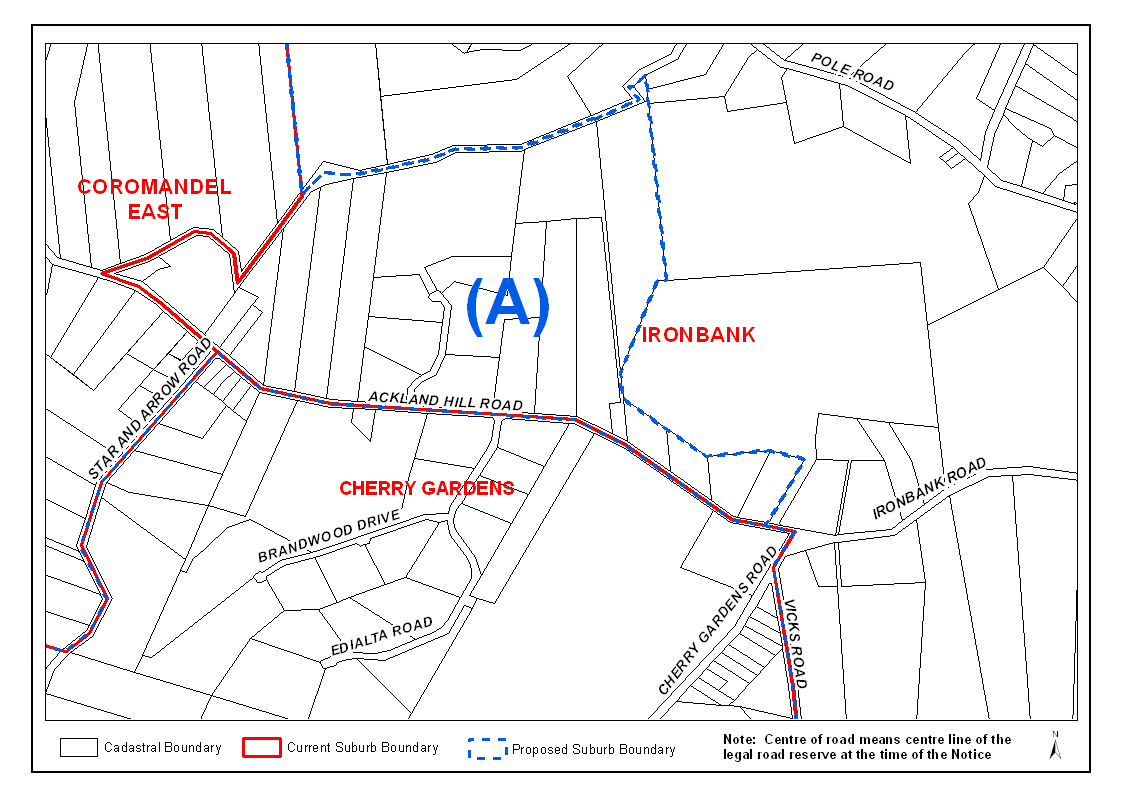 POLE ROAD
COROMANDEL
EAST
(A)
IRONBANK
STAR AND ARROW ROAD
ACKLAND HILL ROAD
CHERRY GARDENS
IRONBANK ROAD
BRANDWOOD DRIVE
EDIALTA ROAD
CHERRY GARDENS ROAD
VICKS ROAD
Cadastral Boundary
Current Suburb Boundary
Proposed Suburb Boundary
Note: Centre of road means centre line of the
legal road reserve at the time of the Notice
N